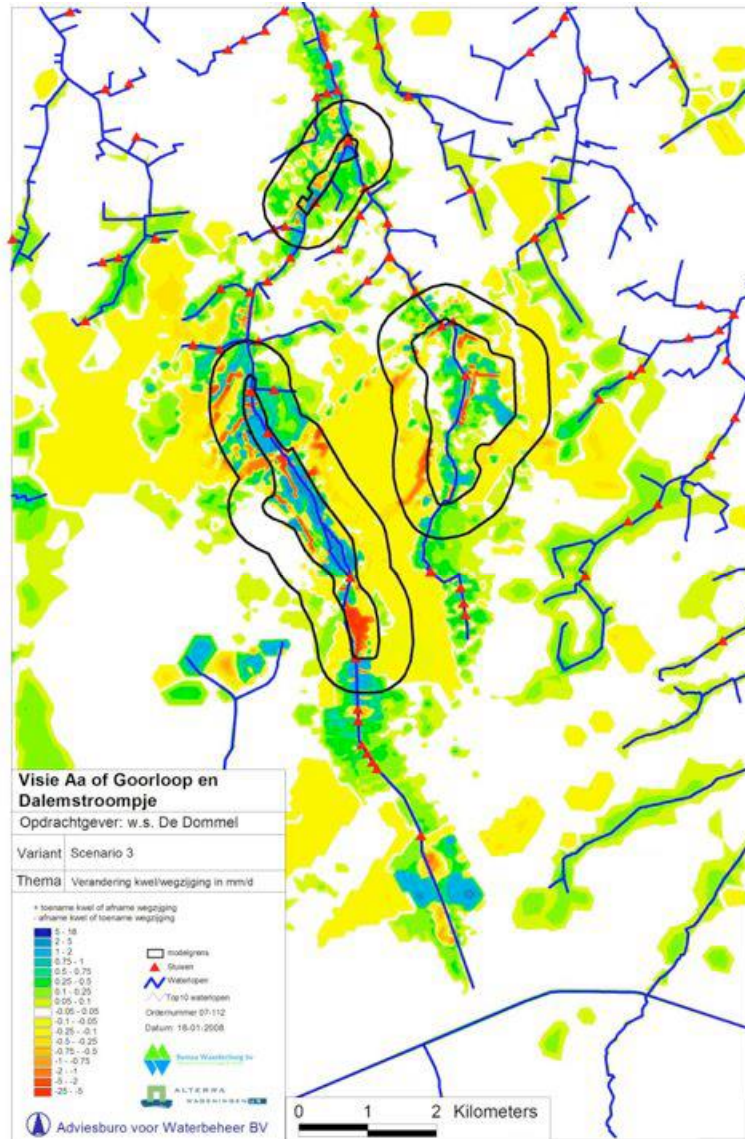 Visie Aa of Goorloop en
Dalemstroompje
Opdrachtgever: w.s. De Dommel
Variant Scenario 3
Thema Verandering kwel/wegzijging in mm/d
+ toename kwel of afname wegzijging
- afname kwel of toename wegzijging
5 - 18
2 - 5
1 - 2
0.75 - 1
0.5 - 0.75
0.25 - 0.5
0.1 - 0.25
0.05 - 0.1
-0.05 - 0.05
-0.1 - -0.05
-0.25 - -0.1
-0.5 - -0.25
-0.75 - -0.5
-1 - -0.75
-2 - -1
-5 - -2
-25 - -5
modelgrens
Stuwen
Waterlopen
Top10 waterlopen
Ordernummer 07-112
Datum: 16-01-2008
ALTERRA
WAGENINGEN
Adviesburo voor Waterbeheer BV
0 1 2 Kilometers